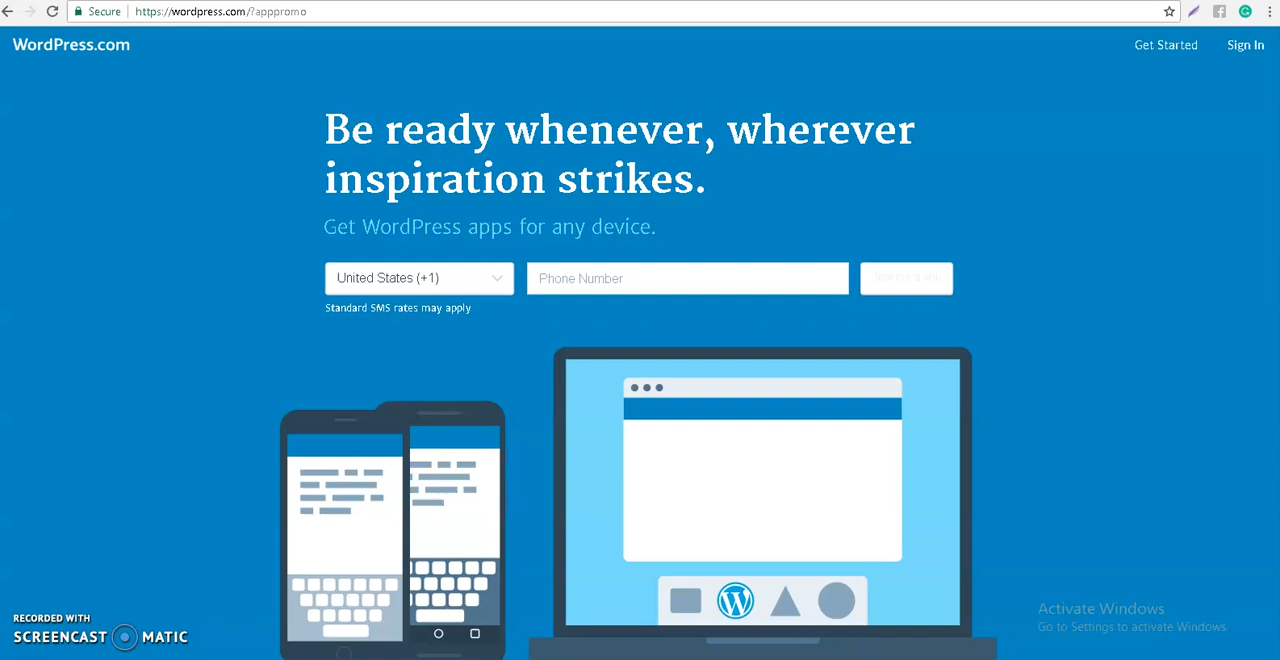 Secure https://wordpress.com/?apppromo
WordPress.com
Get Started Sign In
Be ready whenever, wherever
inspiration strikes.
Get WordPress apps for any device.
United States (+1) Phone Number
Standard SMS rates may apply
Activate Windows
Go to Settings to activate Windows.
RECORDED WITH
SCREENCAST MATIC